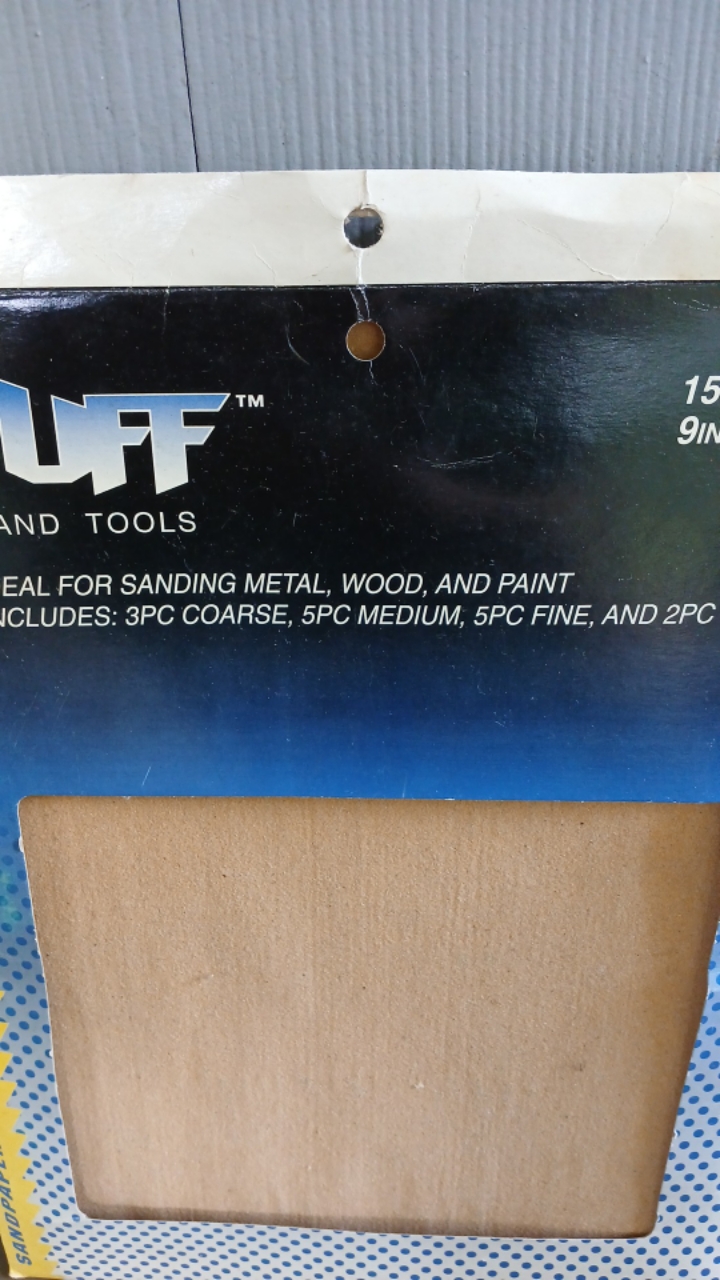 UFF™
15
9IN
AND TOOLS
EAL FOR SANDING METAL, WOOD, AND PAINT
NCLUDES: 3PC COARSE, 5PC MEDIUM, 5PC FINE, AND 2PC
SANDPAPER